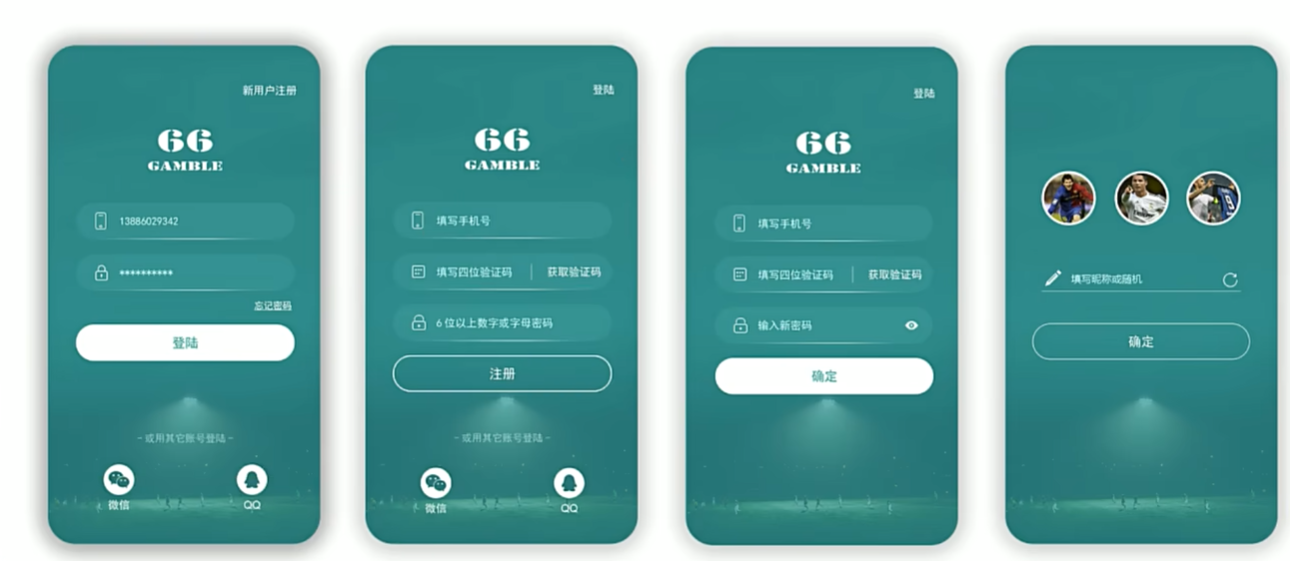 新用户注册
66
GAMBLE
13886029342
**********
忘记密码
登陆
- 或用其它账号登陆 -
微信
QQ
登陆
66
GAMBLE
填写手机号
填写四位验证码
获取验证码
6 位以上数字或字母密码
注册
- 或用其它账号登陆 -
微信
QQ
登陆
66
GAMBLE
填写手机号
填写四位验证码
获取验证码
输入新密码
确定
填写昵称或随机
确定